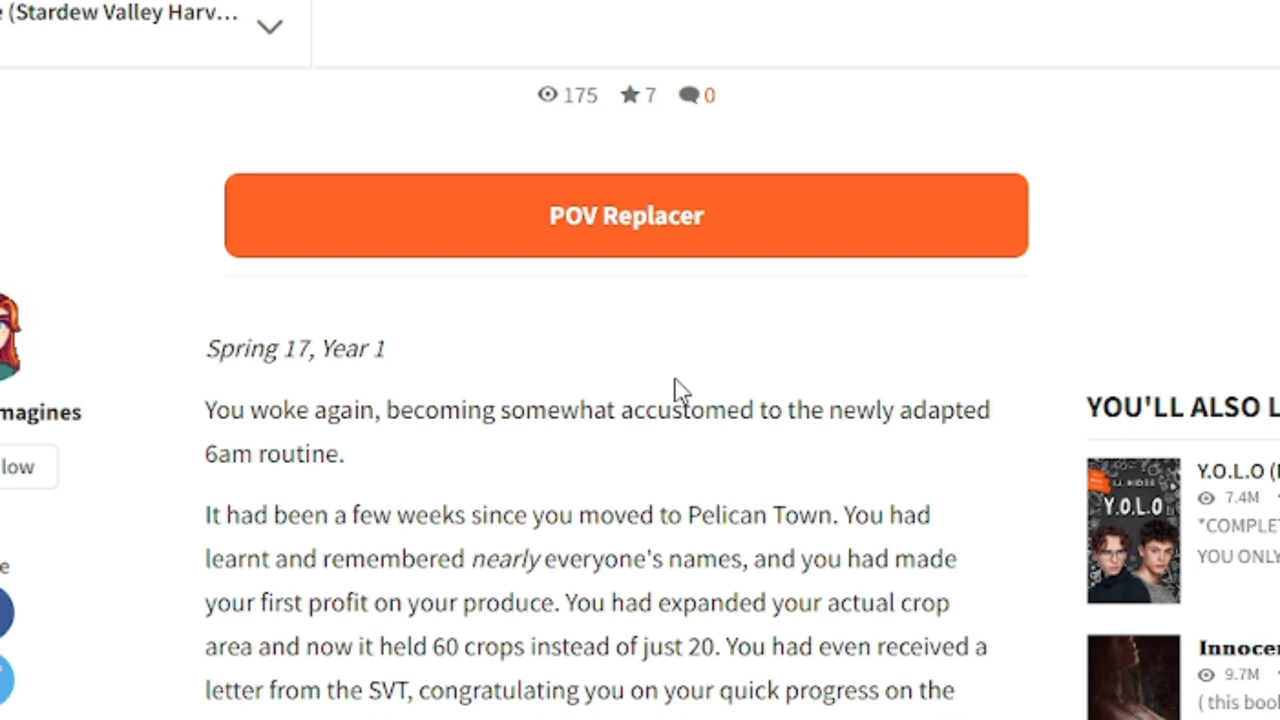 e (Stardew Valley Harv...
175 7 0
POV Replacer
Spring 17, Year 1
You woke again, becoming somewhat accustomed to the newly adapted
6am routine.
It had been a few weeks since you moved to Pelican Town. You had
learnt and remembered nearly everyone's names, and you had made
your first profit on your produce. You had expanded your actual crop
area and now it held 60 crops instead of just 20. You had even received a
letter from the SVT, congratulating you on your quick progress on the
magines
low
e
YOU'LL ALSO L
Y.O.L.O
Y.O.L.O (
7.4M
*COMPLE
YOU ONLY
Innocen
9.7M
( this boo